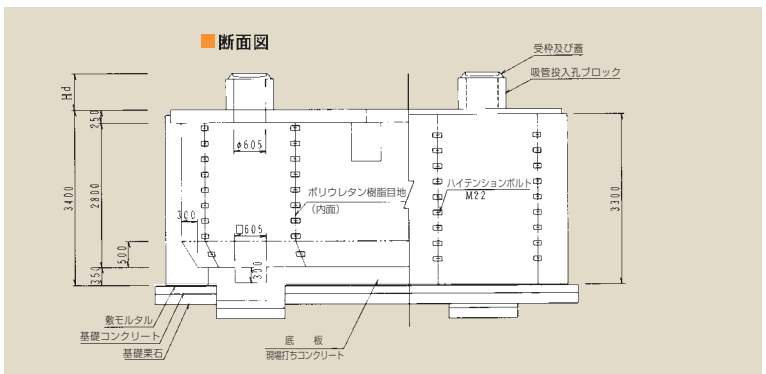 ■断面図
受枠及び蓋
吸管投入孔ブロック
Hd
250
φ605
3400
2800
ポリウレタン樹脂目地
(内面)
ハイテンションボルト
M22
3300
300
□605
500
300
350
敷モルタル
基礎コンクリート
基礎栗石
底 板
現場打ちコンクリート